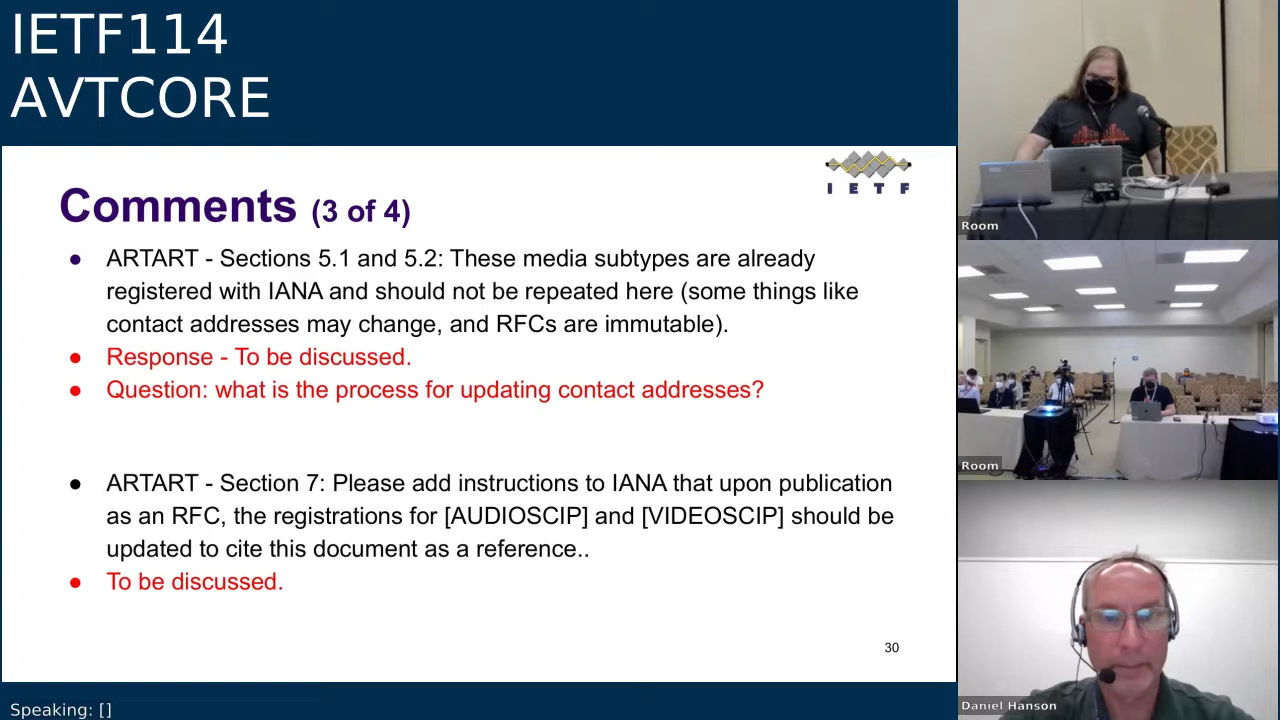 IETF114
AVTCORE
I E T F
Comments (3 of 4)
● ARTART - Sections 5.1 and 5.2: These media subtypes are already
registered with IANA and should not be repeated here (some things like
contact addresses may change, and RFCs are immutable).
● Response - To be discussed.
● Question: what is the process for updating contact addresses?
● ARTART - Section 7: Please add instructions to IANA that upon publication
as an RFC, the registrations for [AUDIOSCIP] and [VIDEOSCIP] should be
updated to cite this document as a reference..
● To be discussed.
30
Speaking: []
Room
Room
Daniel Hanson